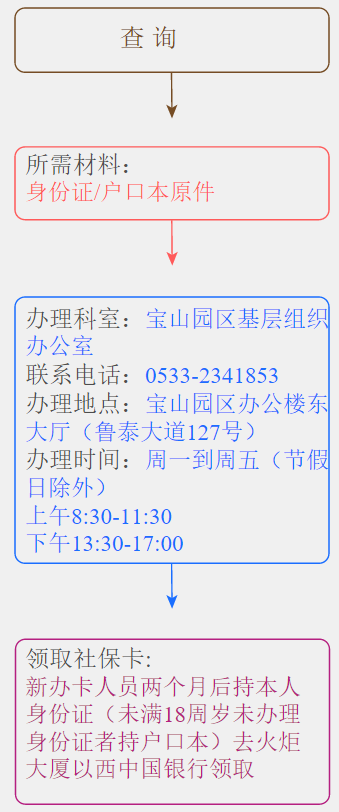 查 询
所需材料：
身份证/户口本原件
办理科室：宝山园区基层组织
办公室
联系电话：0533-2341853
办理地点：宝山园区办公楼东
大厅（鲁泰大道127号）
办理时间：周一到周五（节假
日除外）
上午8:30-11:30
下午13:30-17:00
领取社保卡:
新办卡人员两个月后持本人
身份证（未满18周岁未办理
身份证者持户口本）去火炬
大厦以西中国银行领取